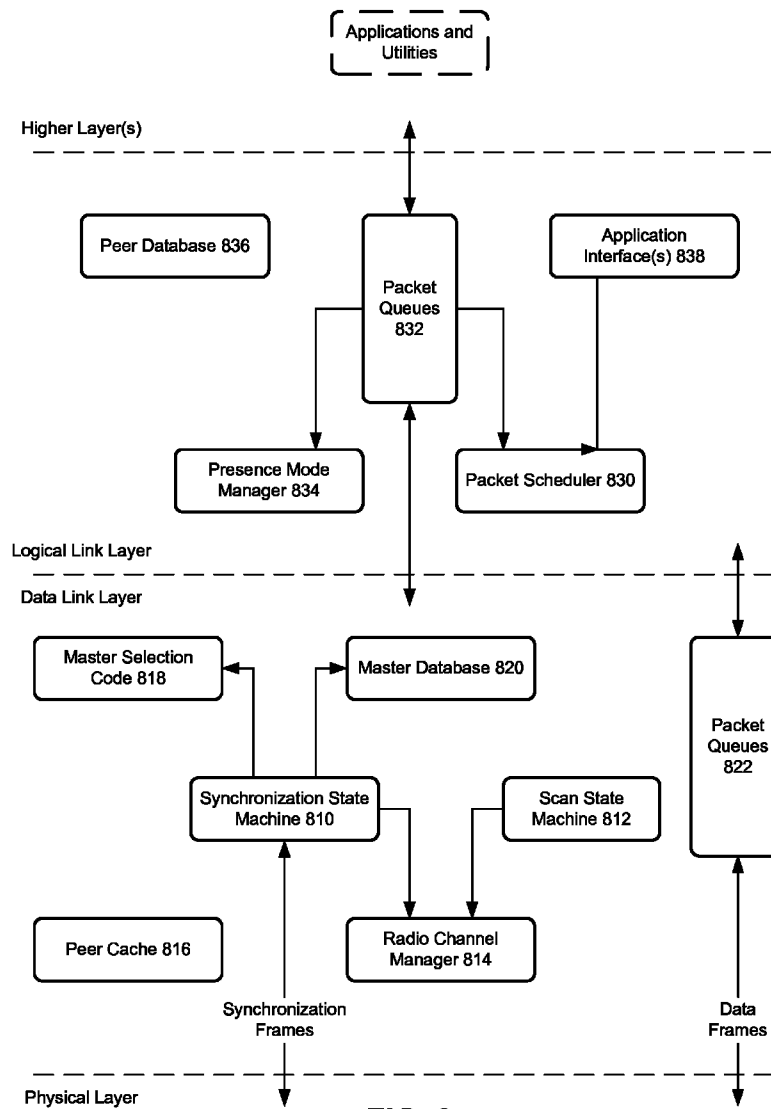 Applications and
Utilities
Higher Layer(s)
Peer Database 836
Packet
Queues
832
Application
Interface(s) 838
Presence Mode
Manager 834
Packet Scheduler 830
Logical Link Layer
Data Link Layer
Master Selection
Code 818
Master Database 820
Packet
Queues
822
Synchronization State
Machine 810
Scan State
Machine 812
Peer Cache 816
Radio Channel
Manager 814
Synchronization
Frames
Data
Frames
Physical Layer